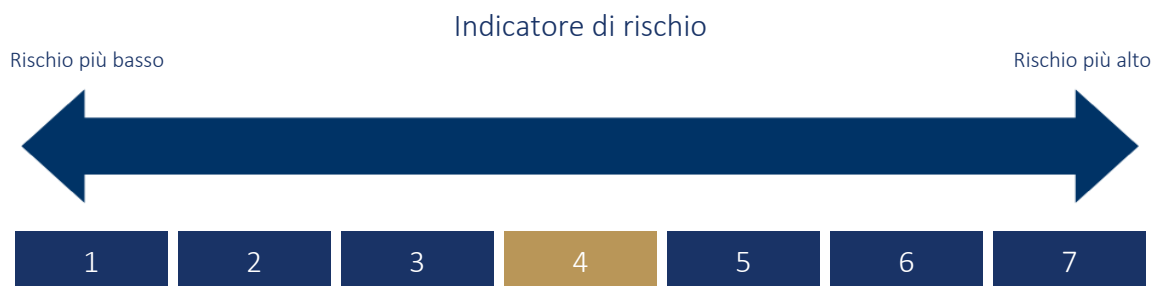 Indicatore di rischio
Rischio più basso Rischio più alto
1 2 3 4 5 6 7